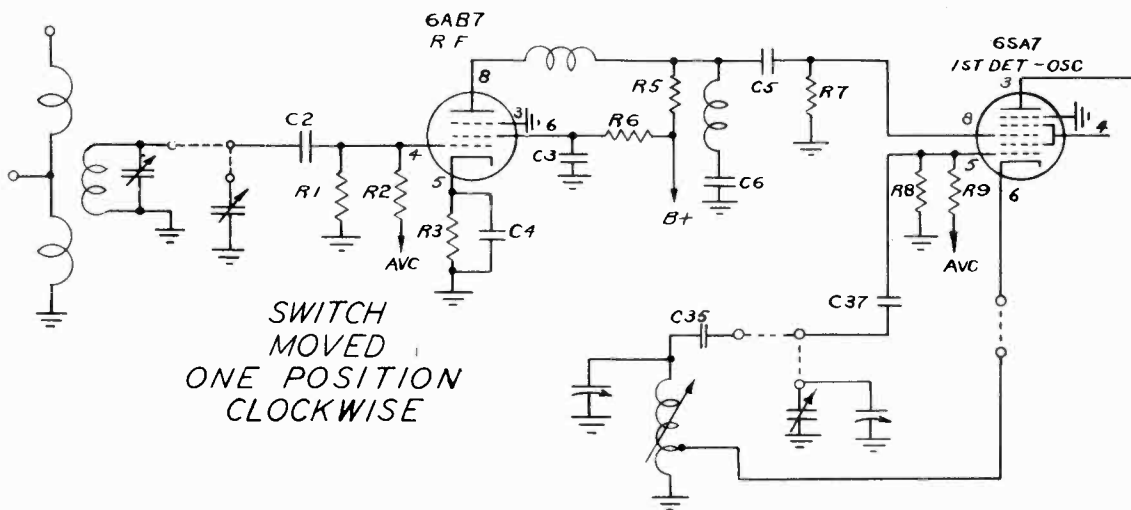 6AB7
RF
6SA7
1ST DET-OSC
3
8
C5
R5
R7
C2
3
6
R6
8
4
4
C3
5
5
C6
R8
R9
6
R1
R2
R3
C4
B+
AVC
AVC
C37
C35
SWITCH
MOVED
ONE POSITION
CLOCKWISE